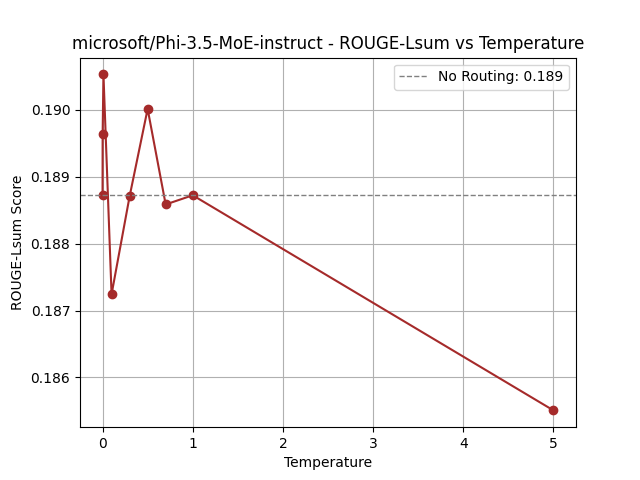 microsoft/Phi-3.5-MoE-instruct - ROUGE-Lsum vs Temperature
No Routing: 0.189
0.190
0.189
0.188
0.187
0.186
ROUGE-Lsum Score
0 1 2 3 4 5
Temperature